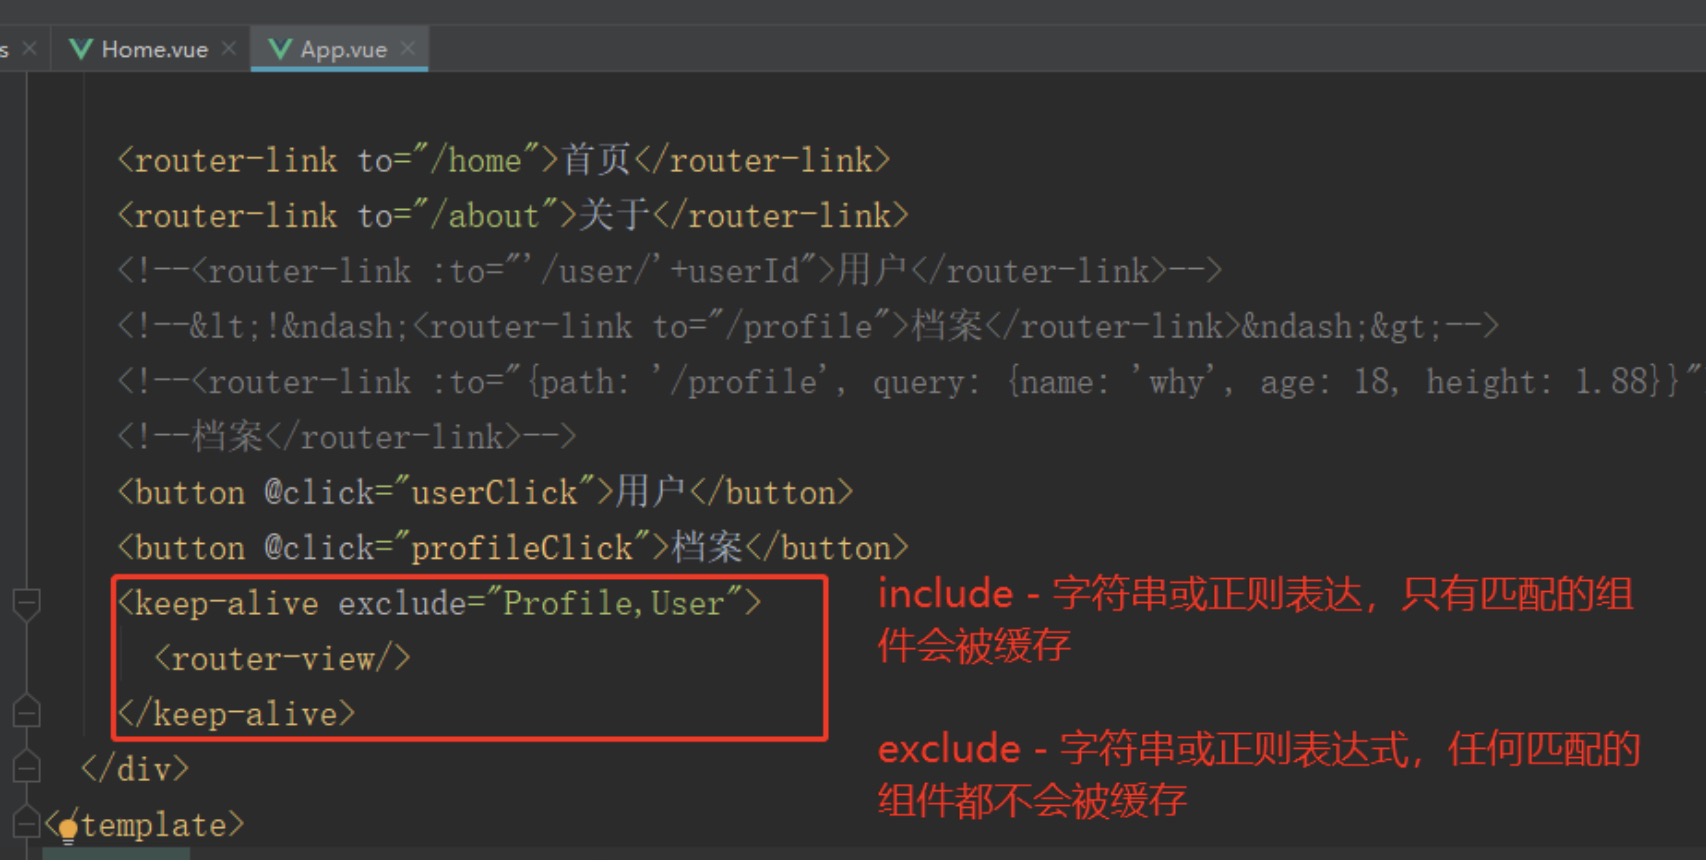 s × Home.vue × App.vue ×
<router-link to="/home">首页</router-link>
<router-link to="/about">关于</router-link>
<!--<router-link :to="'/user/'+userId">用户</router-link>-->
<!--&lt;!&ndash;<router-link to="/profile">档案</router-link>&ndash;&gt;-->
<!--<router-link :to="{path: '/profile', query: {name: 'why', age: 18, height: 1.88}}"
<!--档案</router-link>-->
<button @click="userClick">用户</button>
<button @click="profileClick">档案</button>
<keep-alive exclude="Profile,User">
<router-view/>
</keep-alive>
include - 字符串或正则表达，只有匹配的组
件会被缓存
exclude - 字符串或正则表达式，任何匹配的
组件都不会被缓存
</div>
<template>